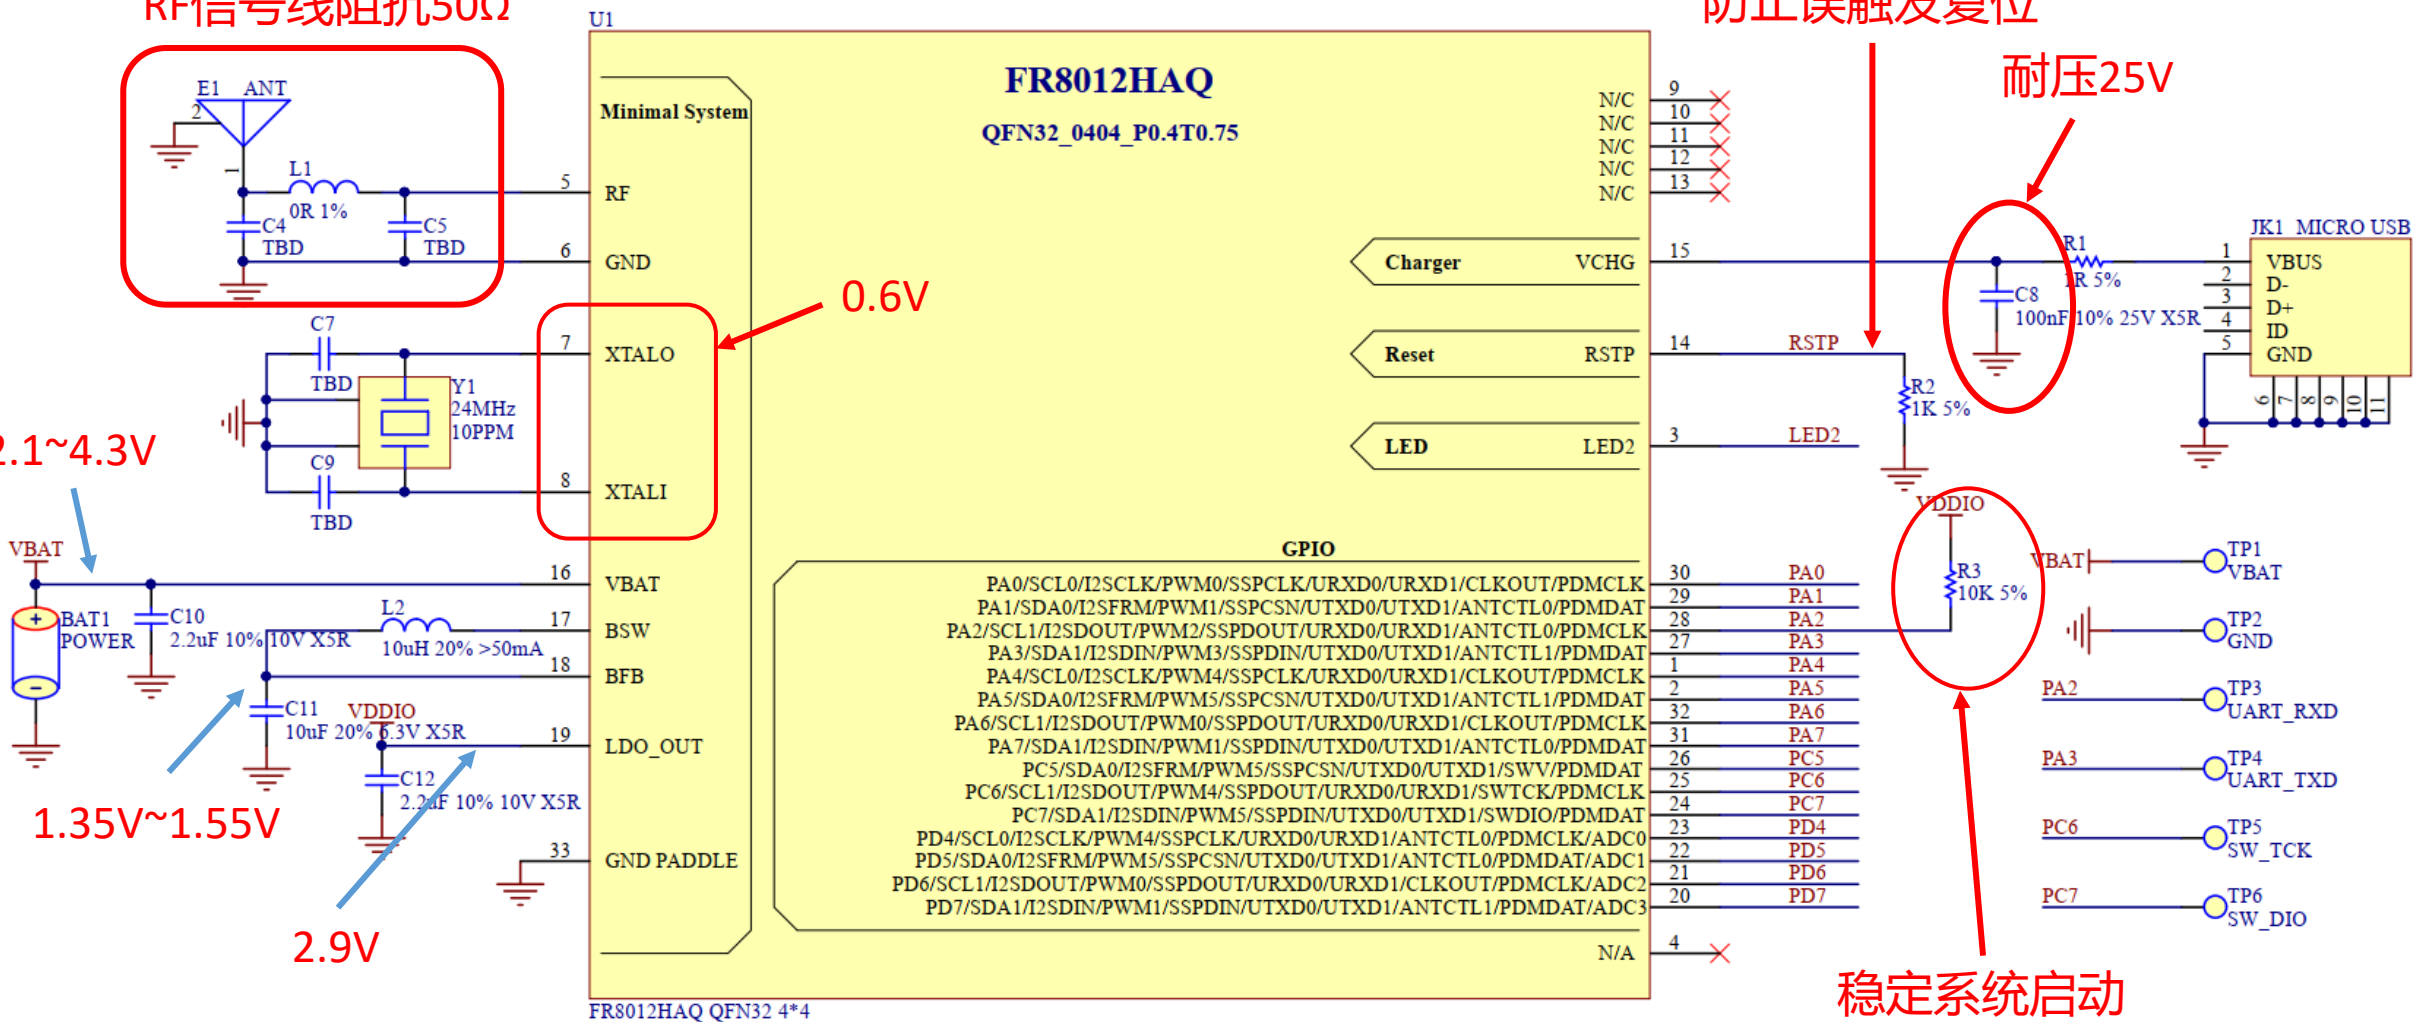 RF信号线阻抗50Ω
防止误触发复位
耐压25V
U1
FR8012HAQ
QFN32_0404_P0.4T0.75
Minimal System
E1 ANT
2
1
L1
0R 1%
C4
TBD
C5
TBD
5 RF
6 GND
0.6V
C7
TBD
7 XTALO
Y1
24MHz
10PPM
C9
TBD
8 XTALI
2.1~4.3V
VBAT
16 VBAT
BAT1
POWER
C10
2.2uF 10% 10V X5R
L2
10uH 20% >50mA
17 BSW
18 BFB
C11
10uF 20% 6.3V X5R
VDDIO
19 LDO_OUT
C12
2.2uF 10% 10V X5R
1.35V~1.55V
2.9V
33 GND PADDLE
N/C 9
N/C 10
N/C 11
N/C 12
N/C 13
Charger VCHG 15
Reset RSTP 14 RSTP
LED LED2 3 LED2
R1
1R 5%
C8
100nF 10% 25V X5R
R2
1K 5%
JK1 MICRO USB
1 VBUS
2 D-
3 D+
4 ID
5 GND
6 7 8 9 10 11
GPIO
PA0/SCL0/I2SCLK/PWM0/SSPCLK/URXD0/URXD1/CLKOUT/PDMCLK 30 PA0
PA1/SDA0/I2SFRM/PWM1/SSPCSN/UTXD0/UTXD1/ANTCTL0/PDMDAT 29 PA1
PA2/SCL1/I2SDOUT/PWM2/SSPDOUT/URXD0/URXD1/ANTCTL0/PDMCLK 28 PA2
PA3/SDA1/I2SDIN/PWM3/SSPDIN/UTXD0/UTXD1/ANTCTL1/PDMDAT 27 PA3
PA4/SCL0/I2SCLK/PWM4/SSPCLK/URXD0/URXD1/CLKOUT/PDMCLK 1 PA4
PA5/SDA0/I2SFRM/PWM5/SSPCSN/UTXD0/UTXD1/ANTCTL1/PDMDAT 2 PA5
PA6/SCL1/I2SDOUT/PWM0/SSPDOUT/URXD0/URXD1/CLKOUT/PDMCLK 32 PA6
PA7/SDA1/I2SDIN/PWM1/SSPDIN/UTXD0/UTXD1/ANTCTL0/PDMDAT 31 PA7
PC5/SDA0/I2SFRM/PWM5/SSPCSN/UTXD0/UTXD1/SWV/PDMDAT 26 PC5
PC6/SCL1/I2SDOUT/PWM4/SSPDOUT/URXD0/URXD1/SWTCK/PDMCLK 25 PC6
PC7/SDA1/I2SDIN/PWM5/SSPDIN/UTXD0/UTXD1/SWDIO/PDMDAT 24 PC7
PD4/SCL0/I2SCLK/PWM4/SSPCLK/URXD0/URXD1/ANTCTL0/PDMCLK/ADC0 23 PD4
PD5/SDA0/I2SFRM/PWM5/SSPCSN/UTXD0/UTXD1/ANTCTL0/PDMDAT/ADC1 22 PD5
PD6/SCL1/I2SDOUT/PWM0/SSPDOUT/URXD0/URXD1/CLKOUT/PDMCLK/ADC2 21 PD6
PD7/SDA1/I2SDIN/PWM1/SSPDIN/UTXD0/UTXD1/ANTCTL1/PDMDAT/ADC3 20 PD7
N/A 4
VDDIO
R3
10K 5%
VBAT TP1
VBAT
TP2
GND
PA2 TP3
UART_RXD
PA3 TP4
UART_TXD
PC6 TP5
SW_TCK
PC7 TP6
SW_DIO
稳定系统启动
FR8012HAQ QFN32 4*4